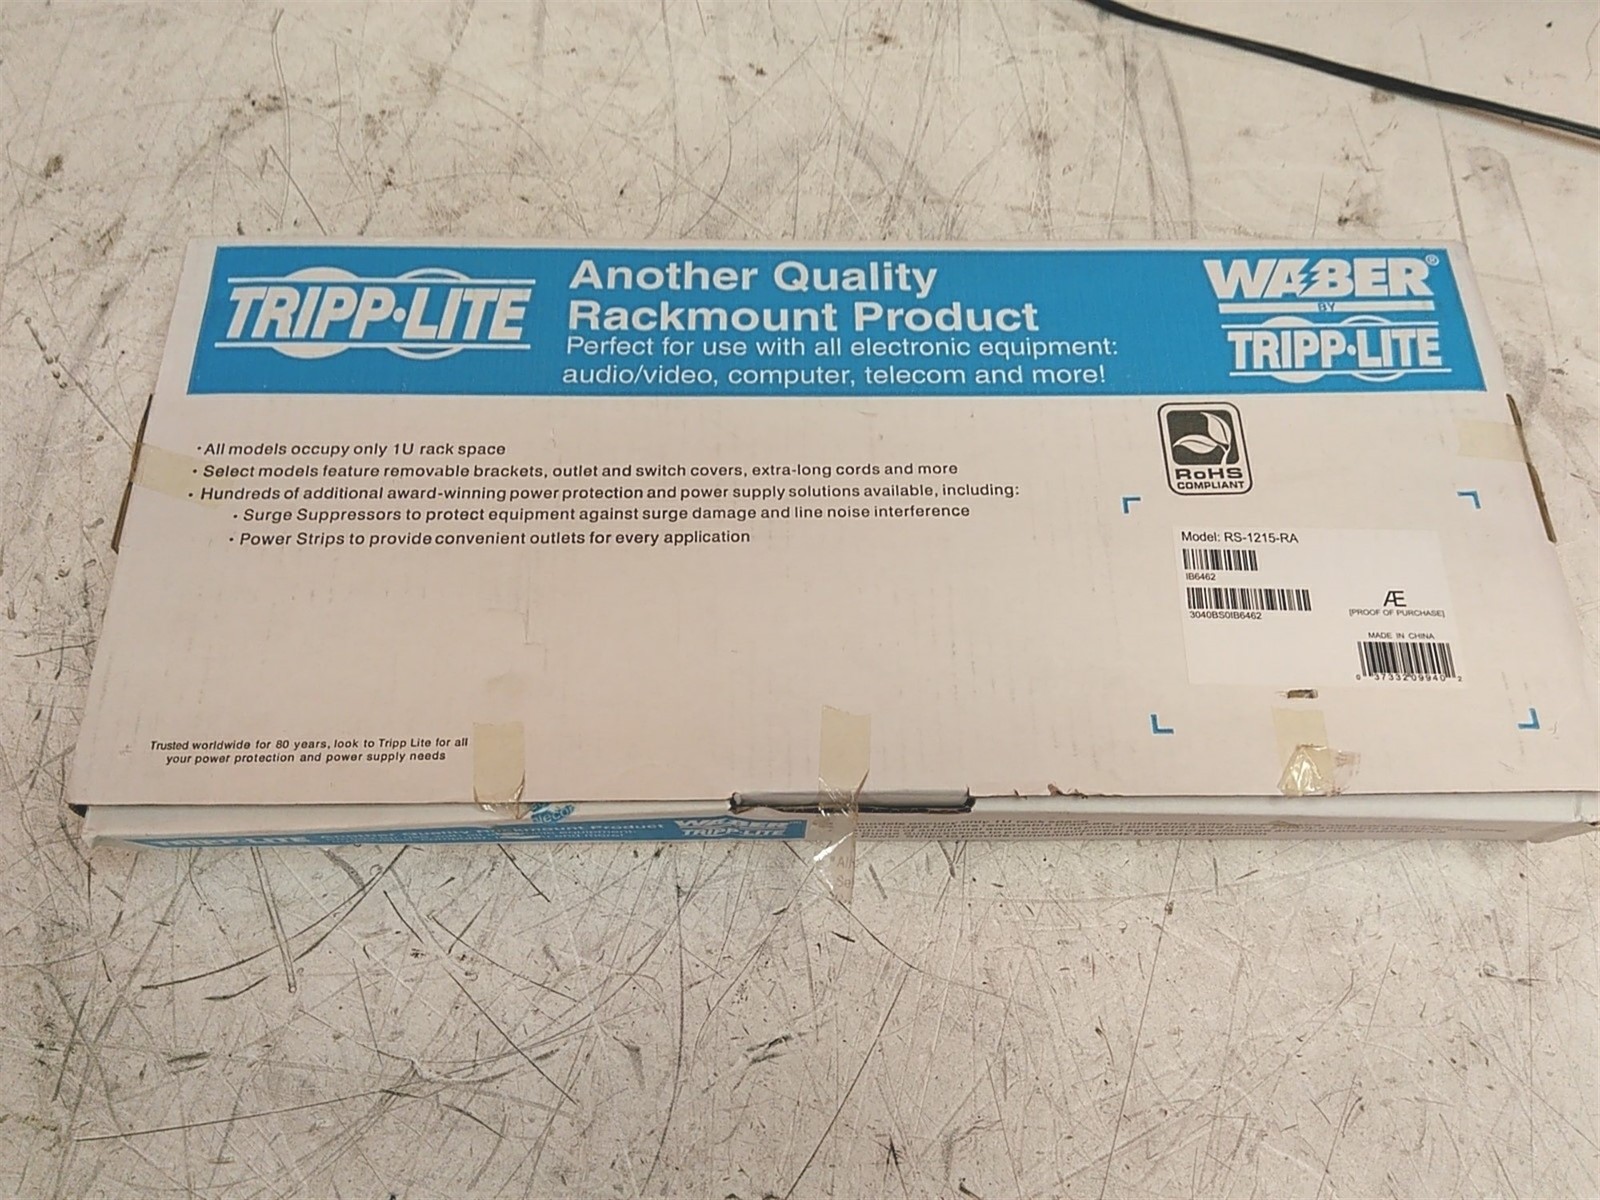 TRIPP·LITE
Another Quality
Rackmount Product
Perfect for use with all electronic equipment:
audio/video, computer, telecom and more!
WABER®
BY
TRIPP·LITE
• All models occupy only 1U rack space
• Select models feature removable brackets, outlet and switch covers, extra-long cords and more
• Hundreds of additional award-winning power protection and power supply solutions available, including:
• Surge Suppressors to protect equipment against surge damage and line noise interference
• Power Strips to provide convenient outlets for every application
RoHS
COMPLIANT
Model: RS-1215-RA
IB6462
3040BS0IB6462
Æ
[PROOF OF PURCHASE]
MADE IN CHINA
0 37332 09940 2
Trusted worldwide for 80 years, look to Tripp Lite for all
your power protection and power supply needs
TRIPP·LITE
Another Quality Rackmount Product
WABER
TRIPP·LITE